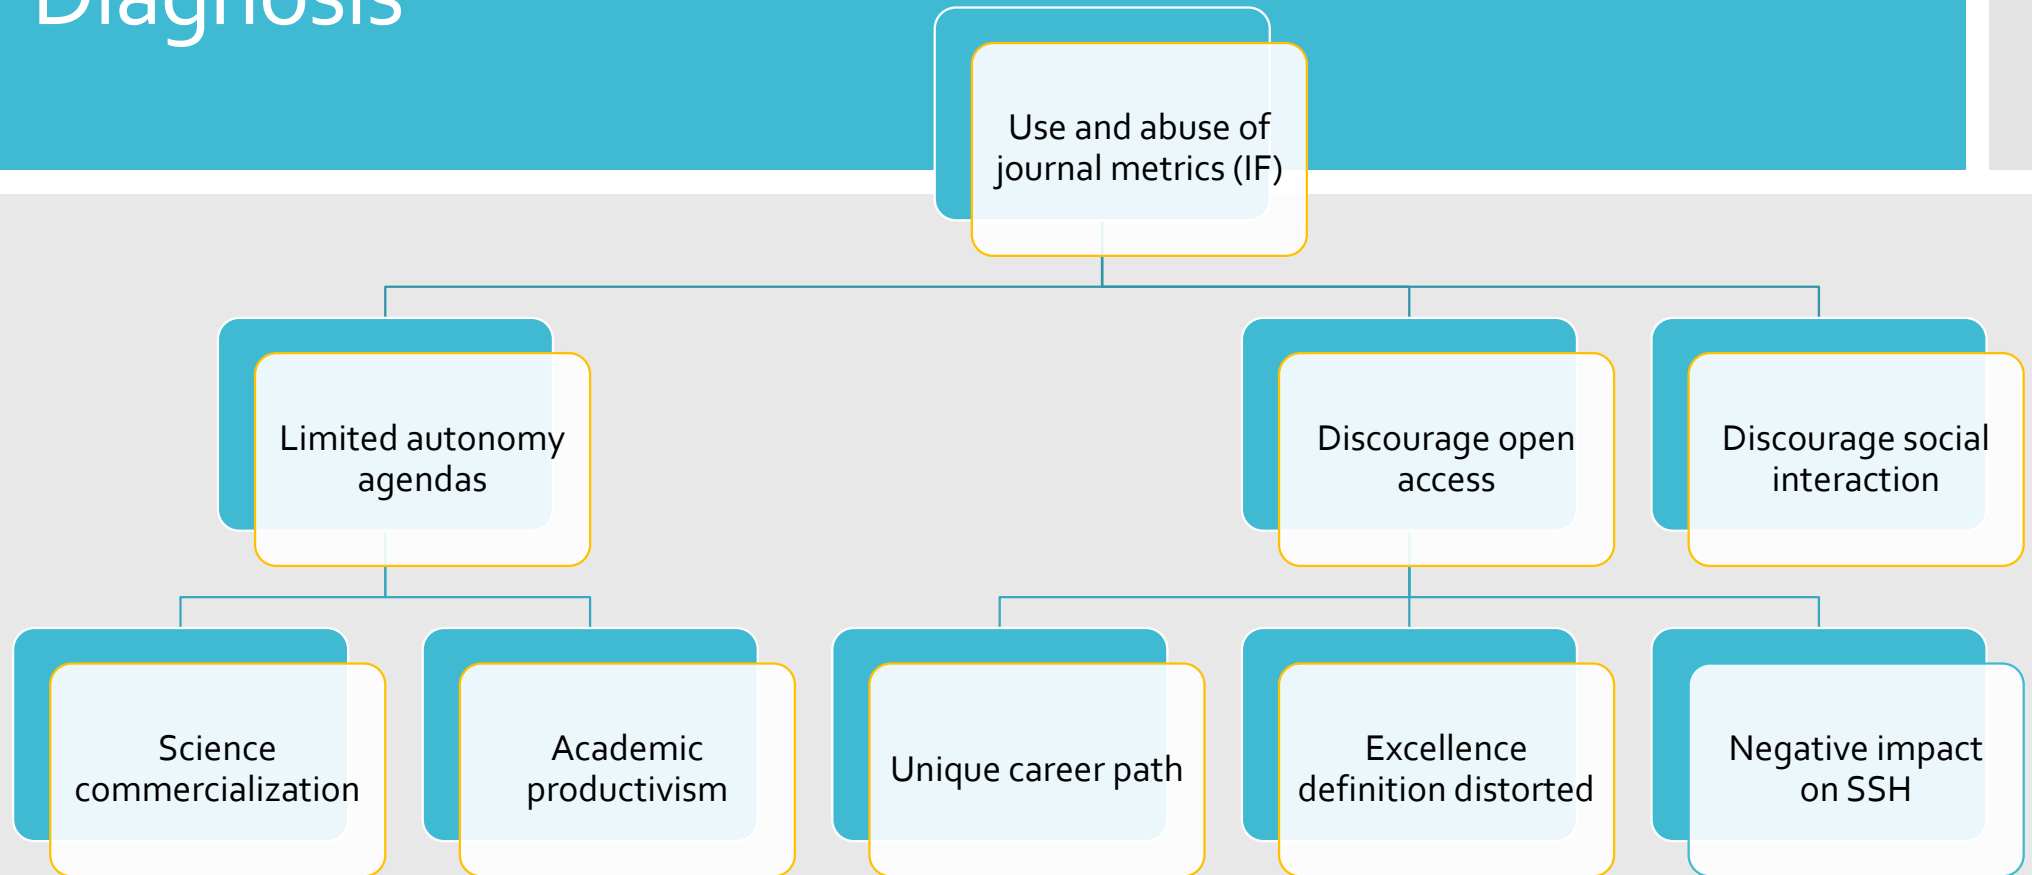 Diagnosis
Use and abuse of
journal metrics (IF)
Limited autonomy
agendas
Discourage open
access
Discourage social
interaction
Science
commercialization
Academic
productivism
Unique career path
Excellence
definition distorted
Negative impact
on SSH